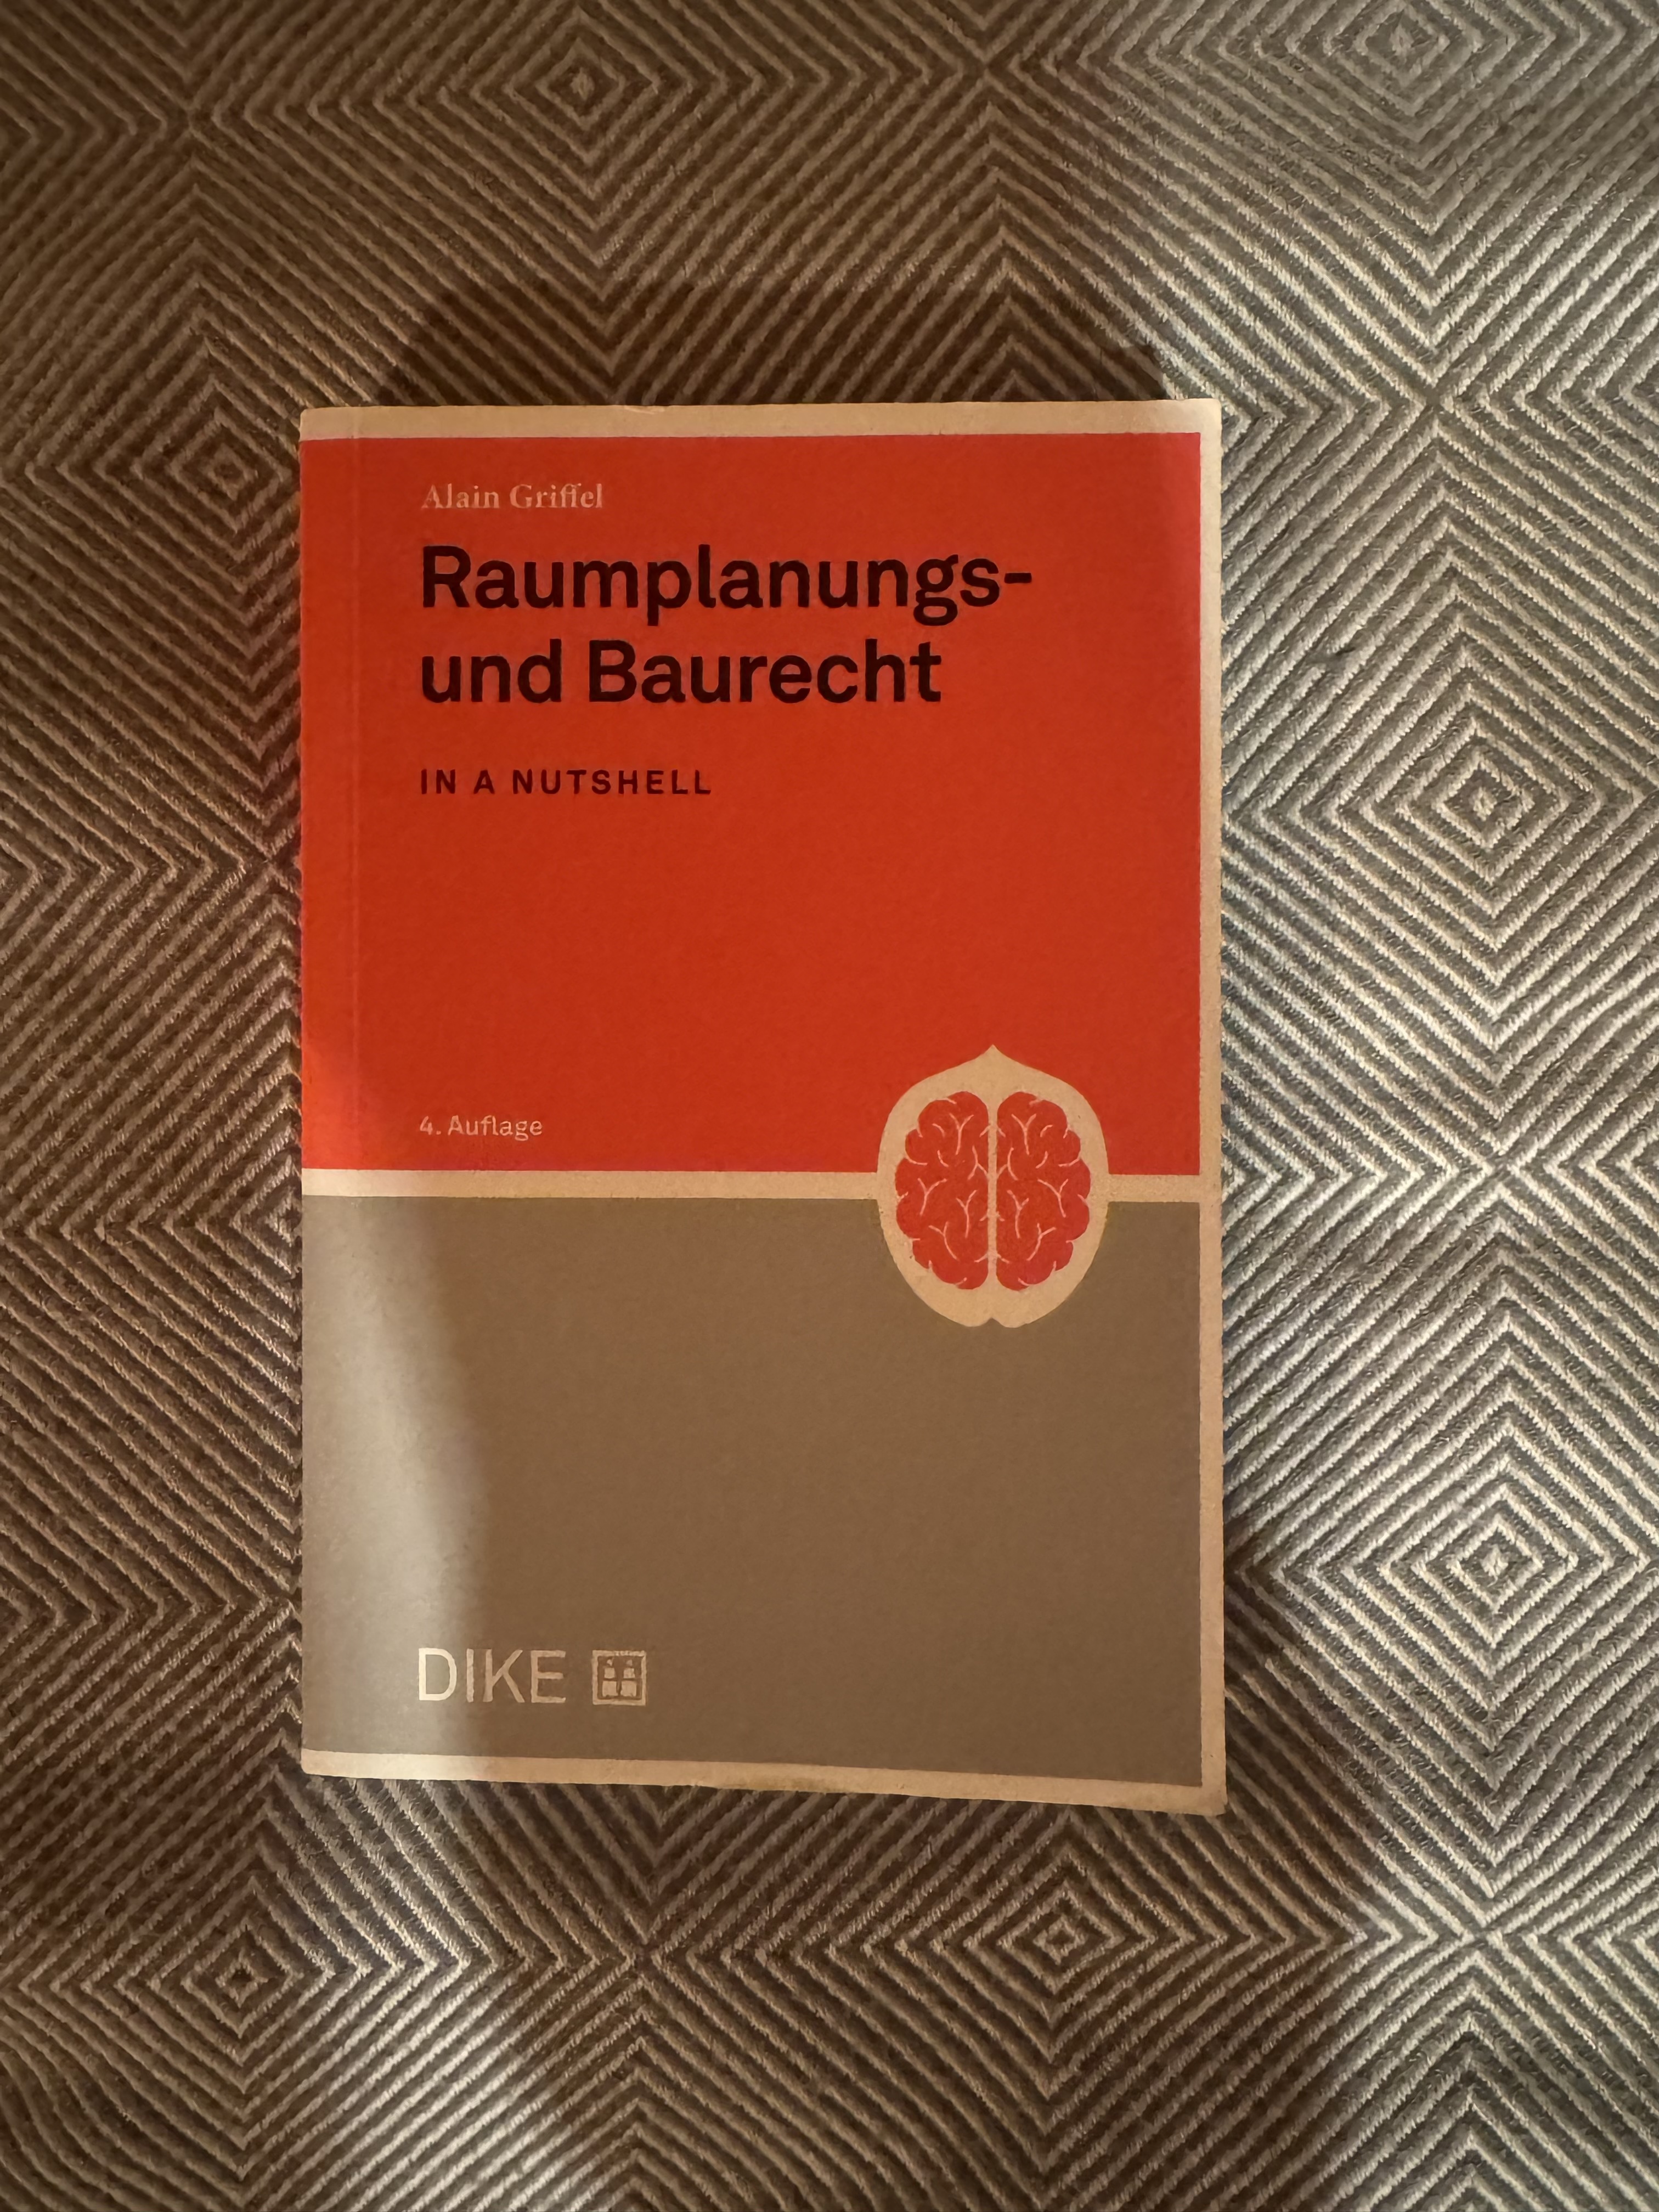 Alain Griffel
Raumplanungs-
und Baurecht
IN A NUTSHELL
4. Auflage
DIKE